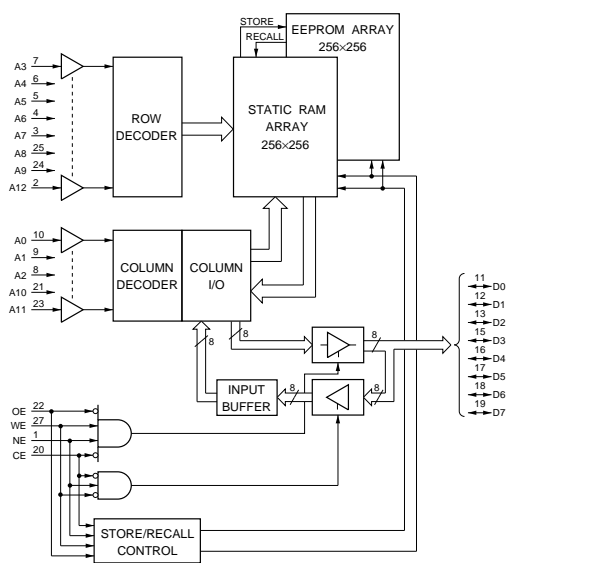 STORE
EEPROM ARRAY
256×256
RECALL
A3 7
A4 6
A5 5
A6 4
A7 3
A8 25
A9 24
A12 2
ROW
DECODER
STATIC RAM
ARRAY
256×256
A0 10
A1 9
A2 8
A10 21
A11 23
COLUMN
DECODER
COLUMN
I/O
8
8
8
8
8
INPUT
BUFFER
11
D0
12
D1
13
D2
15
D3
16
D4
17
D5
18
D6
19
D7
OE 22
WE 27
NE 1
CE 20
STORE/RECALL
CONTROL